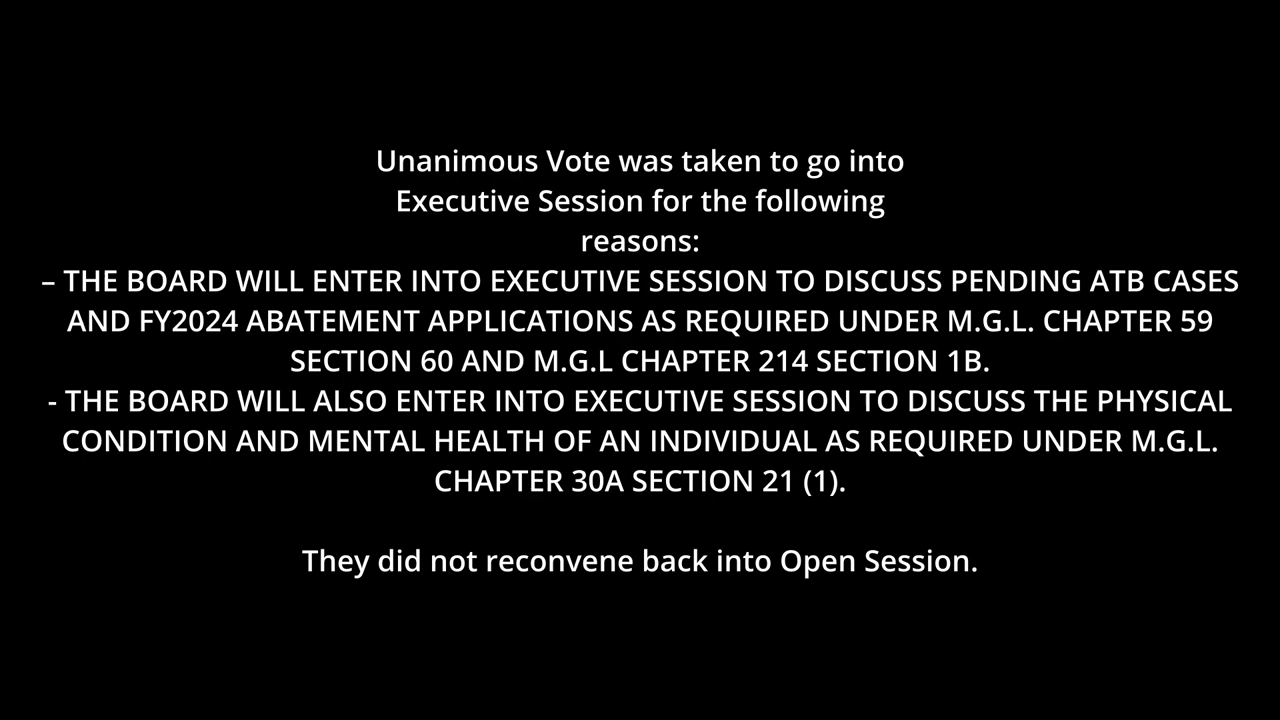 Unanimous Vote was taken to go into
Executive Session for the following
reasons:
– THE BOARD WILL ENTER INTO EXECUTIVE SESSION TO DISCUSS PENDING ATB CASES
AND FY2024 ABATEMENT APPLICATIONS AS REQUIRED UNDER M.G.L. CHAPTER 59
SECTION 60 AND M.G.L CHAPTER 214 SECTION 1B.
- THE BOARD WILL ALSO ENTER INTO EXECUTIVE SESSION TO DISCUSS THE PHYSICAL
CONDITION AND MENTAL HEALTH OF AN INDIVIDUAL AS REQUIRED UNDER M.G.L.
CHAPTER 30A SECTION 21 (1).
They did not reconvene back into Open Session.